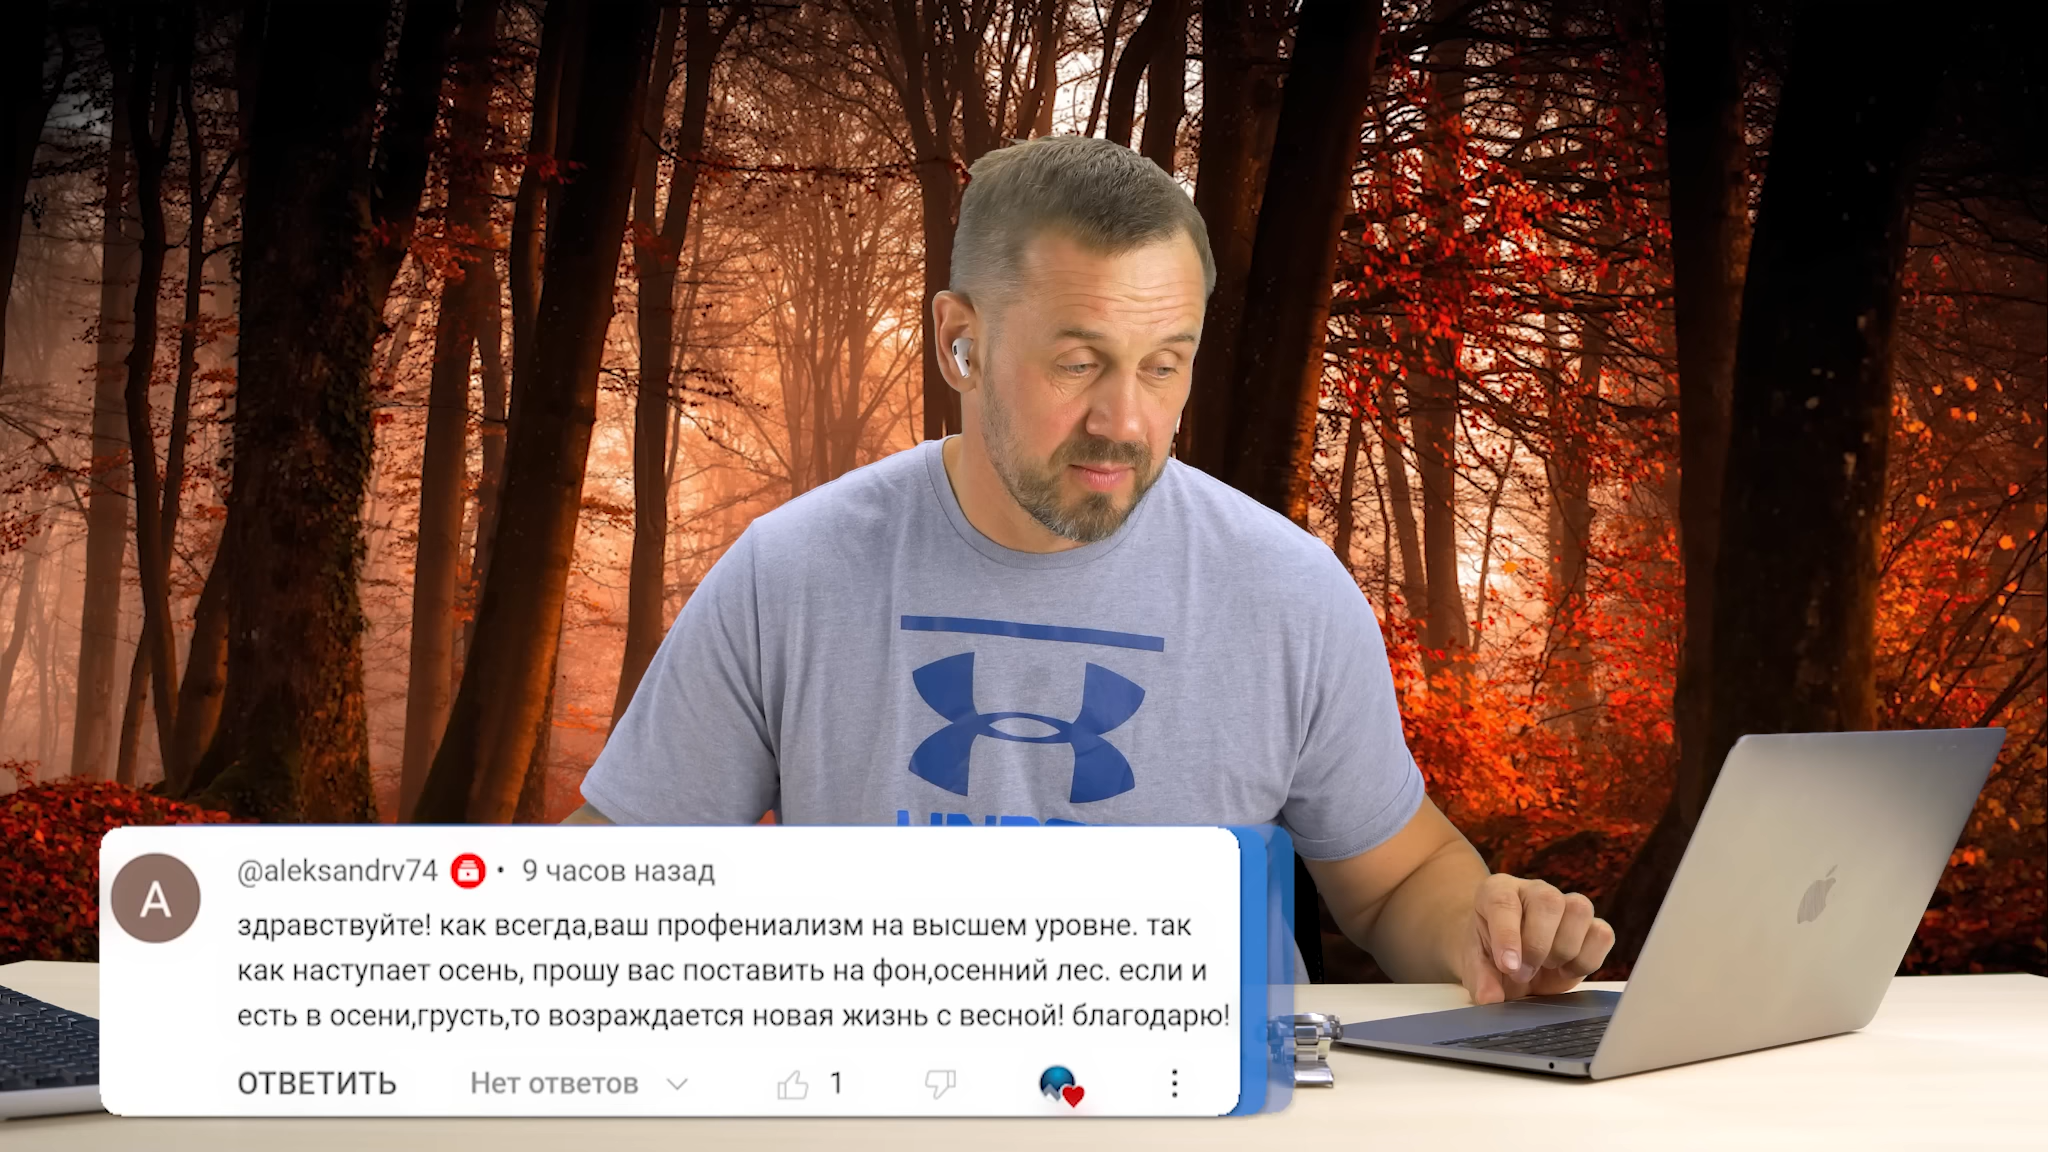 @aleksandrv74 • 9 часов назад
здравствуйте! как всегда,ваш профениализм на высшем уровне. так
как наступает осень, прошу вас поставить на фон,осенний лес. если и
есть в осени,грусть,то возраждается новая жизнь с весной! благодарю!
ОТВЕТИТЬ Нет ответов 1